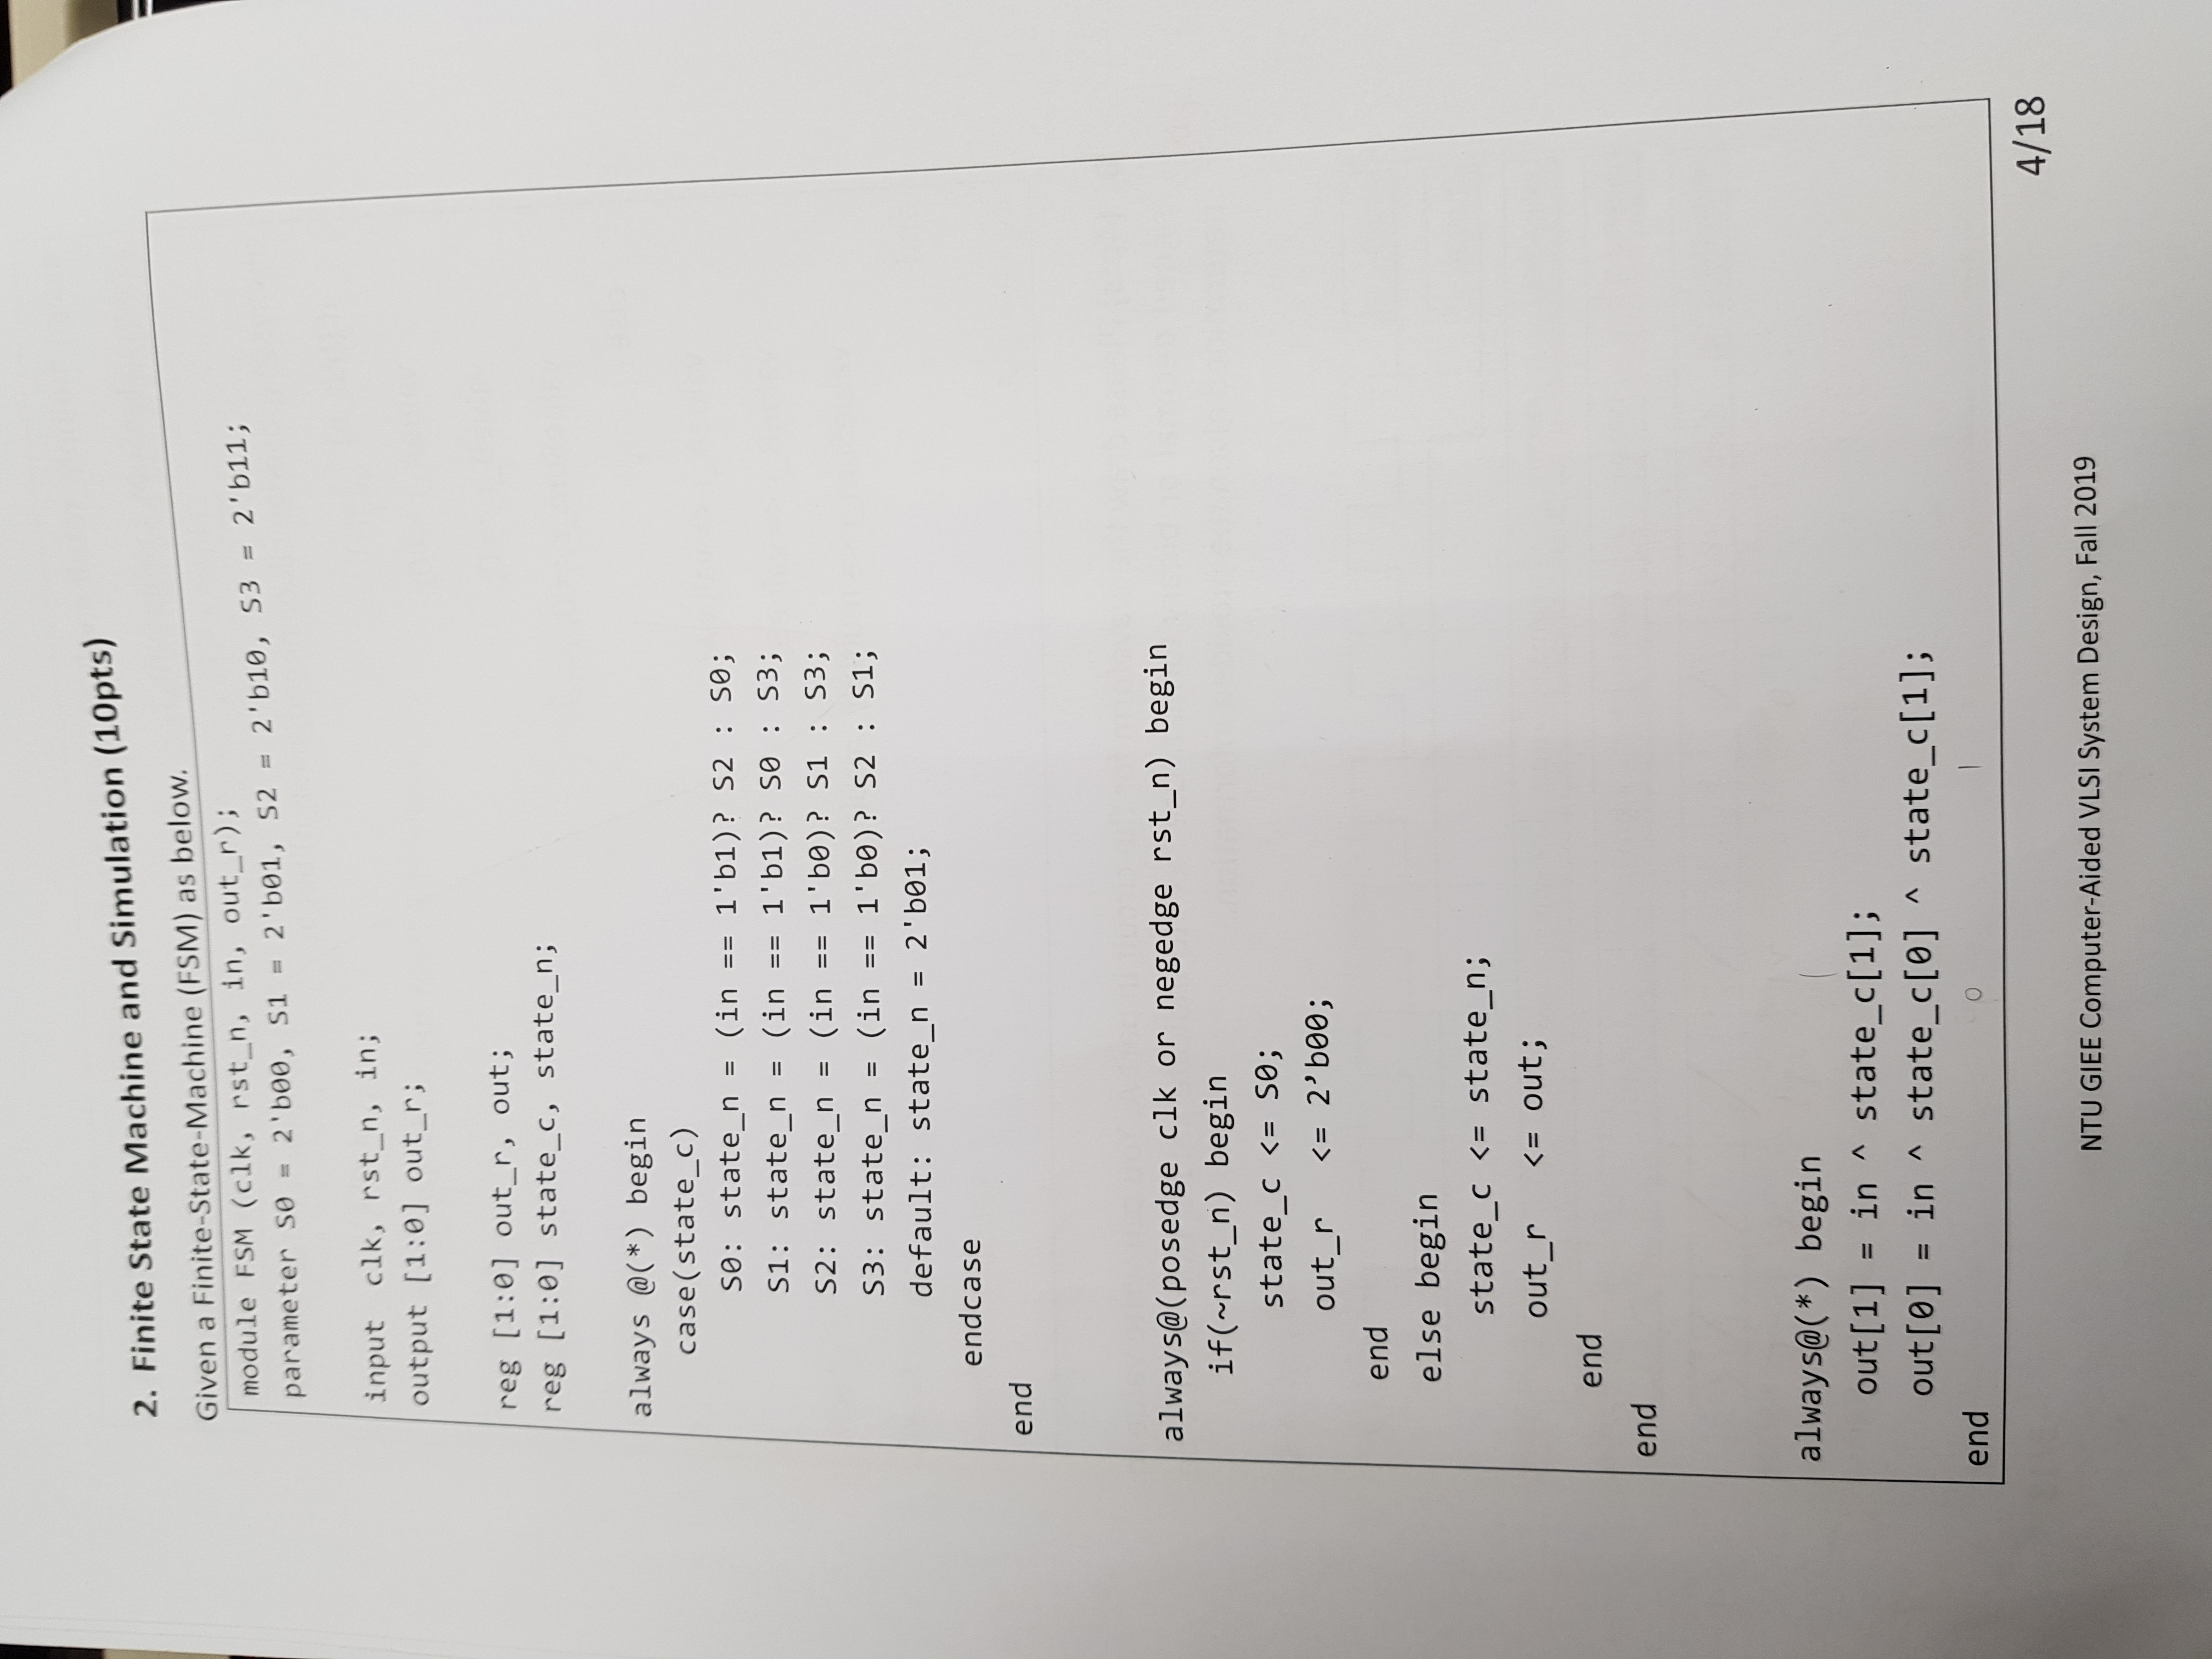 2. Finite State Machine and Simulation (10pts)
Given a Finite-State-Machine (FSM) as below.
module FSM (clk, rst_n, in, out_r);
parameter S0 = 2'b00, S1 = 2'b01, S2 = 2'b10, S3 = 2'b11;
input  clk, rst_n, in;
output [1:0] out_r;
reg [1:0] out_r, out;
reg [1:0] state_c, state_n;
always @(*) begin
case(state_c)
S0: state_n = (in == 1'b1)? S2 : S0;
S1: state_n = (in == 1'b1)? S0 : S3;
S2: state_n = (in == 1'b0)? S1 : S3;
S3: state_n = (in == 1'b0)? S2 : S1;
default: state_n = 2'b01;
endcase
end
always@(posedge clk or negedge rst_n) begin
if(~rst_n) begin
state_c <= S0;
out_r   <= 2’b00;
end
else begin
state_c <= state_n;
out_r   <= out;
end
end
always@(*) begin
out[1] = in ^ state_c[1];
out[0] = in ^ state_c[0] ^ state_c[1];
end
0 1
4/18
NTU GIEE Computer-Aided VLSI System Design, Fall 2019